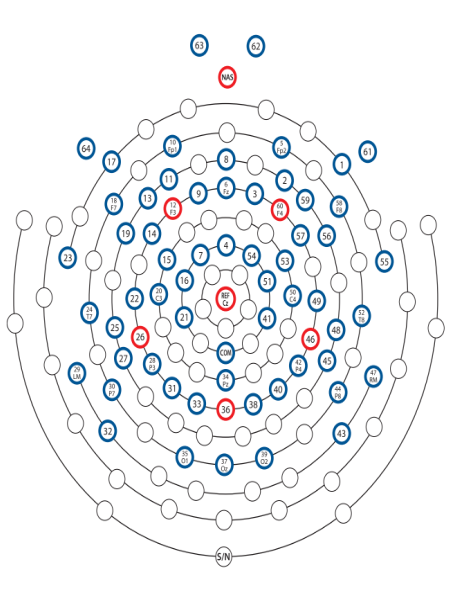 63
62
NAS
64
10
Fp1
5
Fp2
61
17
8
1
11
2
18
F7
13
9
6
Fz
3
59
58
F8
12
F3
60
F4
19
14
57
56
4
7
54
15
53
23
55
16
51
20
C3
50
C4
22
REF
Cz
49
24
T7
52
T8
21
41
25
48
26
46
COM
27
28
P3
42
P4
45
29
LM
47
RM
34
Pz
30
P7
31
40
44
P8
33
36
38
32
43
35
O1
37
Oz
39
O2
S/N